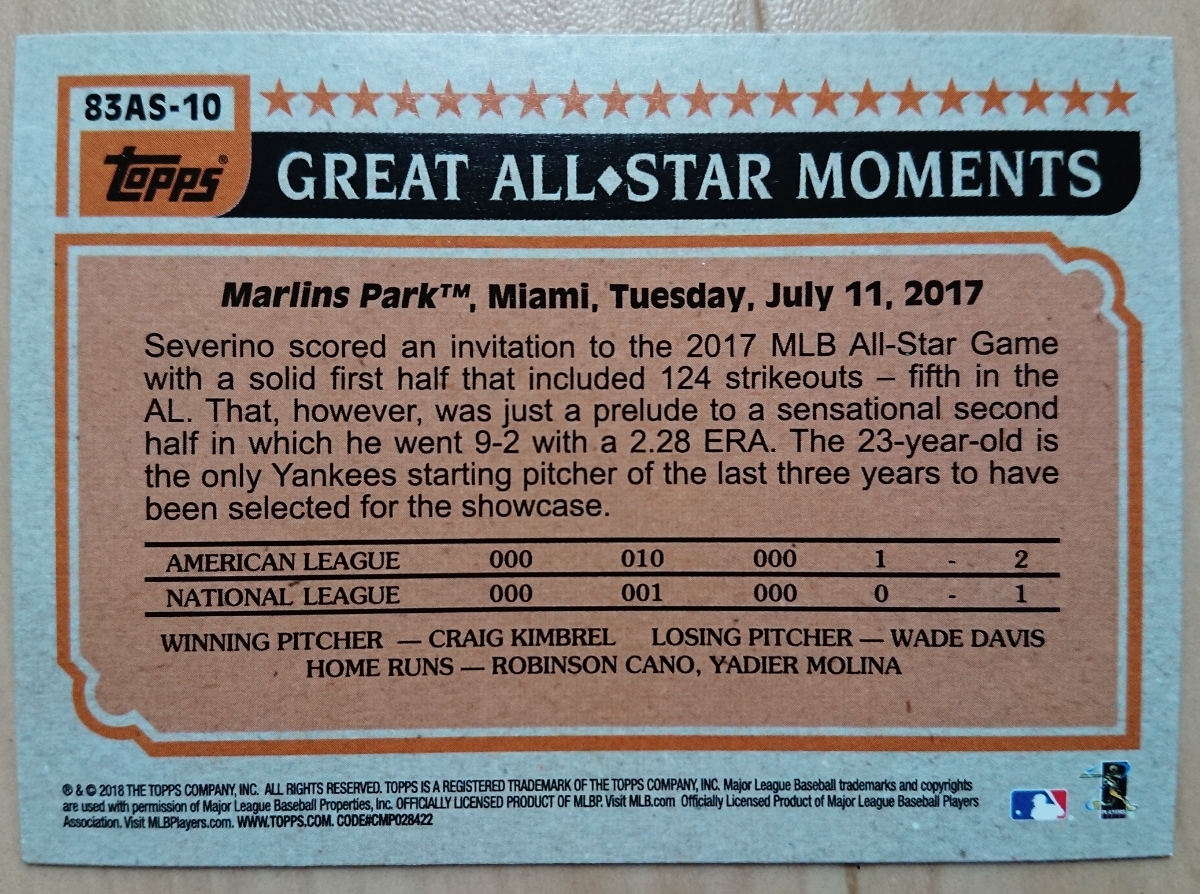 83AS-10
topps®
GREAT ALL♦STAR MOMENTS
Marlins Park™, Miami, Tuesday, July 11, 2017
Severino scored an invitation to the 2017 MLB All-Star Game
with a solid first half that included 124 strikeouts – fifth in the
AL. That, however, was just a prelude to a sensational second
half in which he went 9-2 with a 2.28 ERA. The 23-year-old is
the only Yankees starting pitcher of the last three years to have
been selected for the showcase.
AMERICAN LEAGUE 000 010 000 1 - 2
NATIONAL LEAGUE 000 001 000 0 - 1
WINNING PITCHER — CRAIG KIMBREL LOSING PITCHER — WADE DAVIS
HOME RUNS — ROBINSON CANO, YADIER MOLINA
® & © 2018 THE TOPPS COMPANY, INC. ALL RIGHTS RESERVED. TOPPS IS A REGISTERED TRADEMARK OF THE TOPPS COMPANY, INC. Major League Baseball trademarks and copyrights
are used with permission of Major League Baseball Properties, Inc. OFFICIALLY LICENSED PRODUCT OF MLBP. Visit MLB.com Officially Licensed Product of Major League Baseball Players
Association. Visit MLBPlayers.com. WWW.TOPPS.COM. CODE#CMP028422